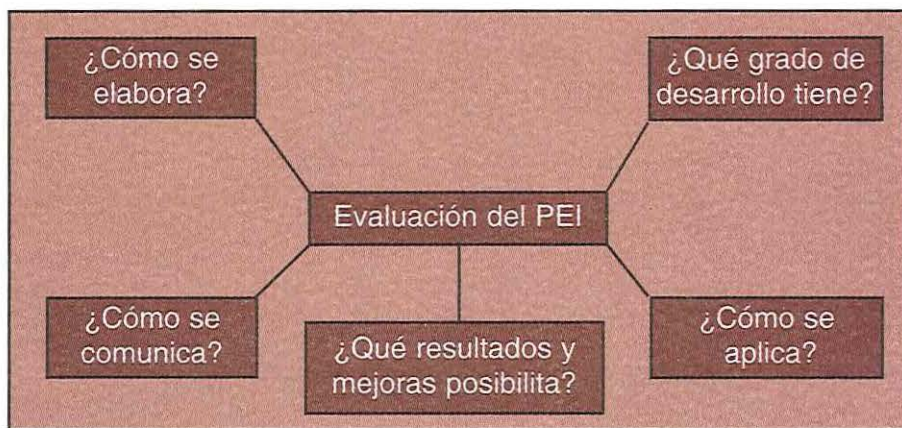 ¿Cómo se
elabora?
¿Qué grado de
desarrollo tiene?
Evaluación del PEI
¿Cómo se
comunica?
¿Qué resultados y
mejoras posibilita?
¿Cómo se
aplica?